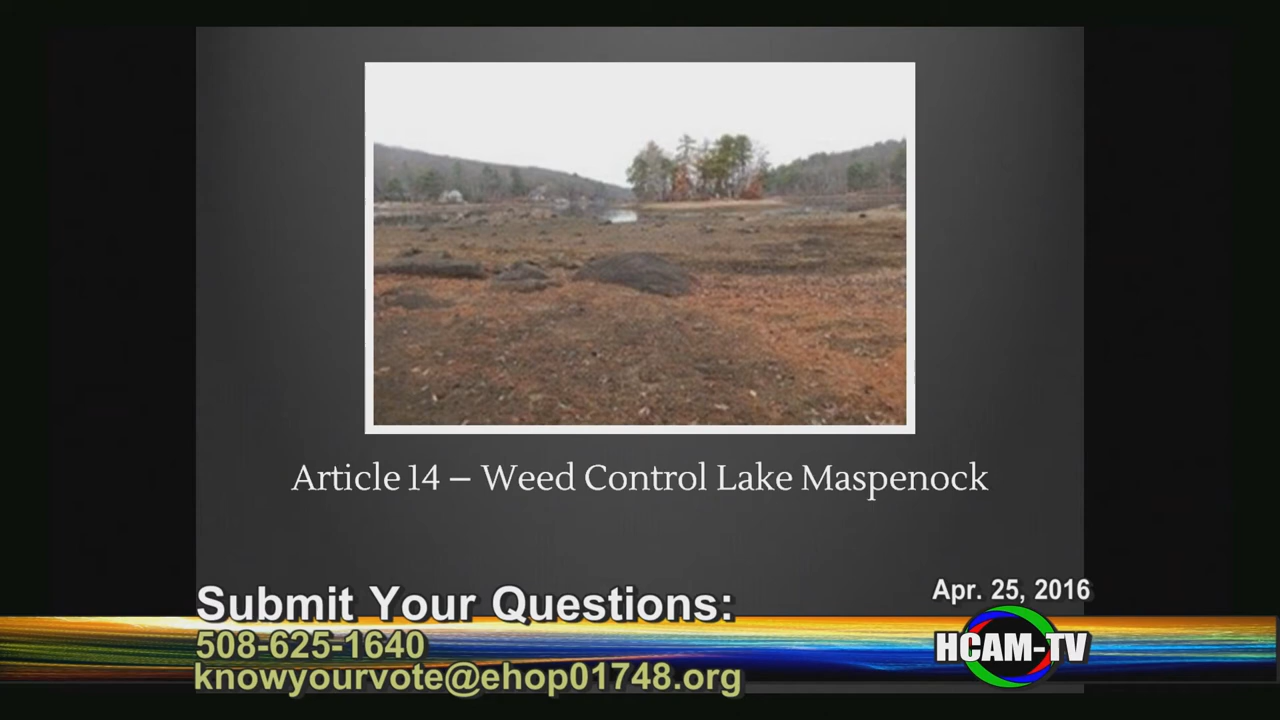 Article 14 – Weed Control Lake Maspenock
Submit Your Questions:
508-625-1640
knowyourvote@ehop01748.org
Apr. 25, 2016
HCAM-TV